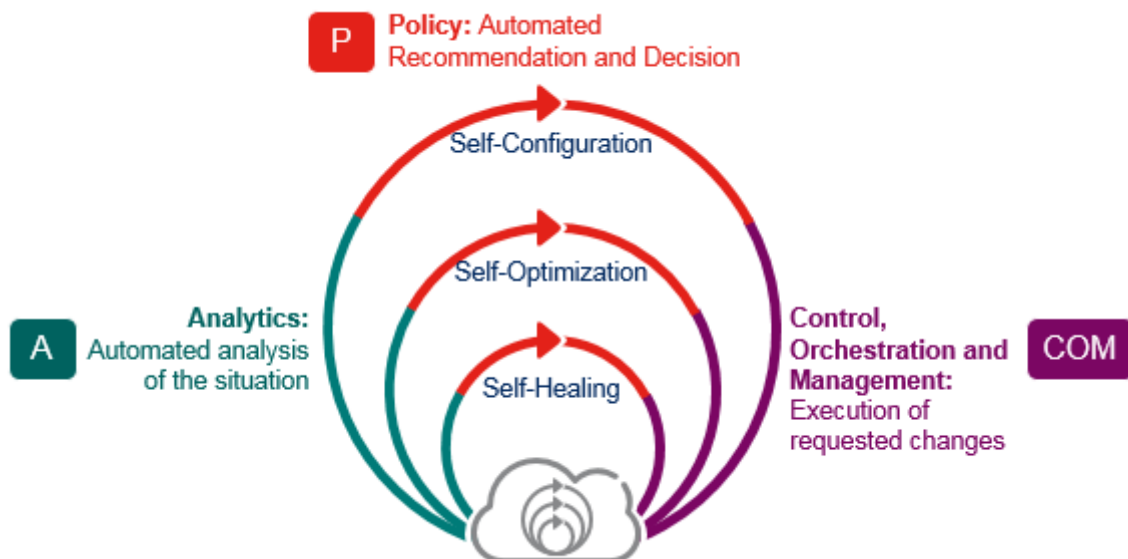 P
Policy: Automated
Recommendation and Decision
Self-Configuration
Self-Optimization
A
Analytics:
Automated analysis
of the situation
Self-Healing
Control,
Orchestration and
Management:
Execution of
requested changes
COM